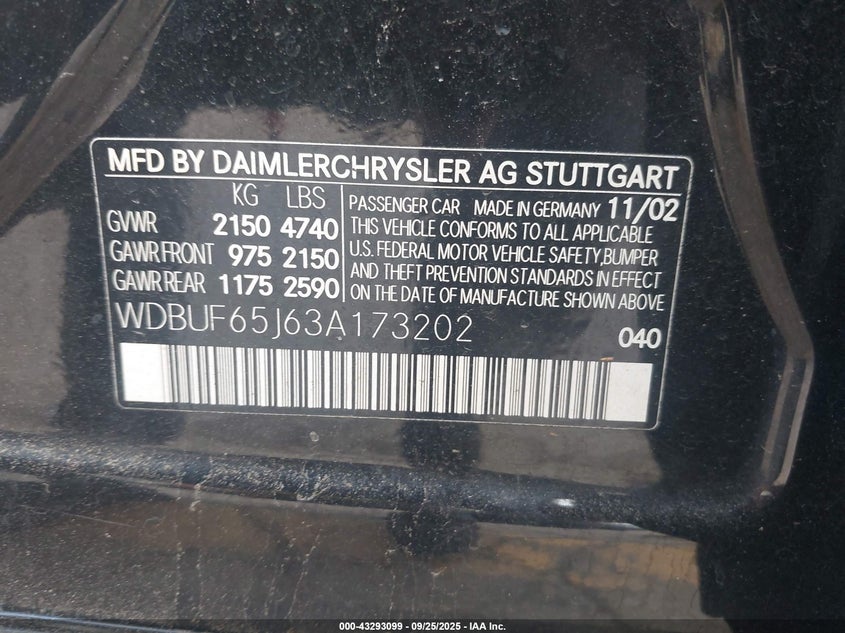 MFD BY DAIMLERCHRYSLER AG STUTTGART
KG LBS
GVWR 2150 4740
GAWR FRONT 975 2150
GAWR REAR 1175 2590
PASSENGER CAR MADE IN GERMANY 11/02
THIS VEHICLE CONFORMS TO ALL APPLICABLE
U.S. FEDERAL MOTOR VEHICLE SAFETY,BUMPER
AND THEFT PREVENTION STANDARDS IN EFFECT
ON THE DATE OF MANUFACTURE SHOWN ABOVE
WDBUF65J63A173202
040
000-43293099 - 09/25/2025 - IAA Inc.